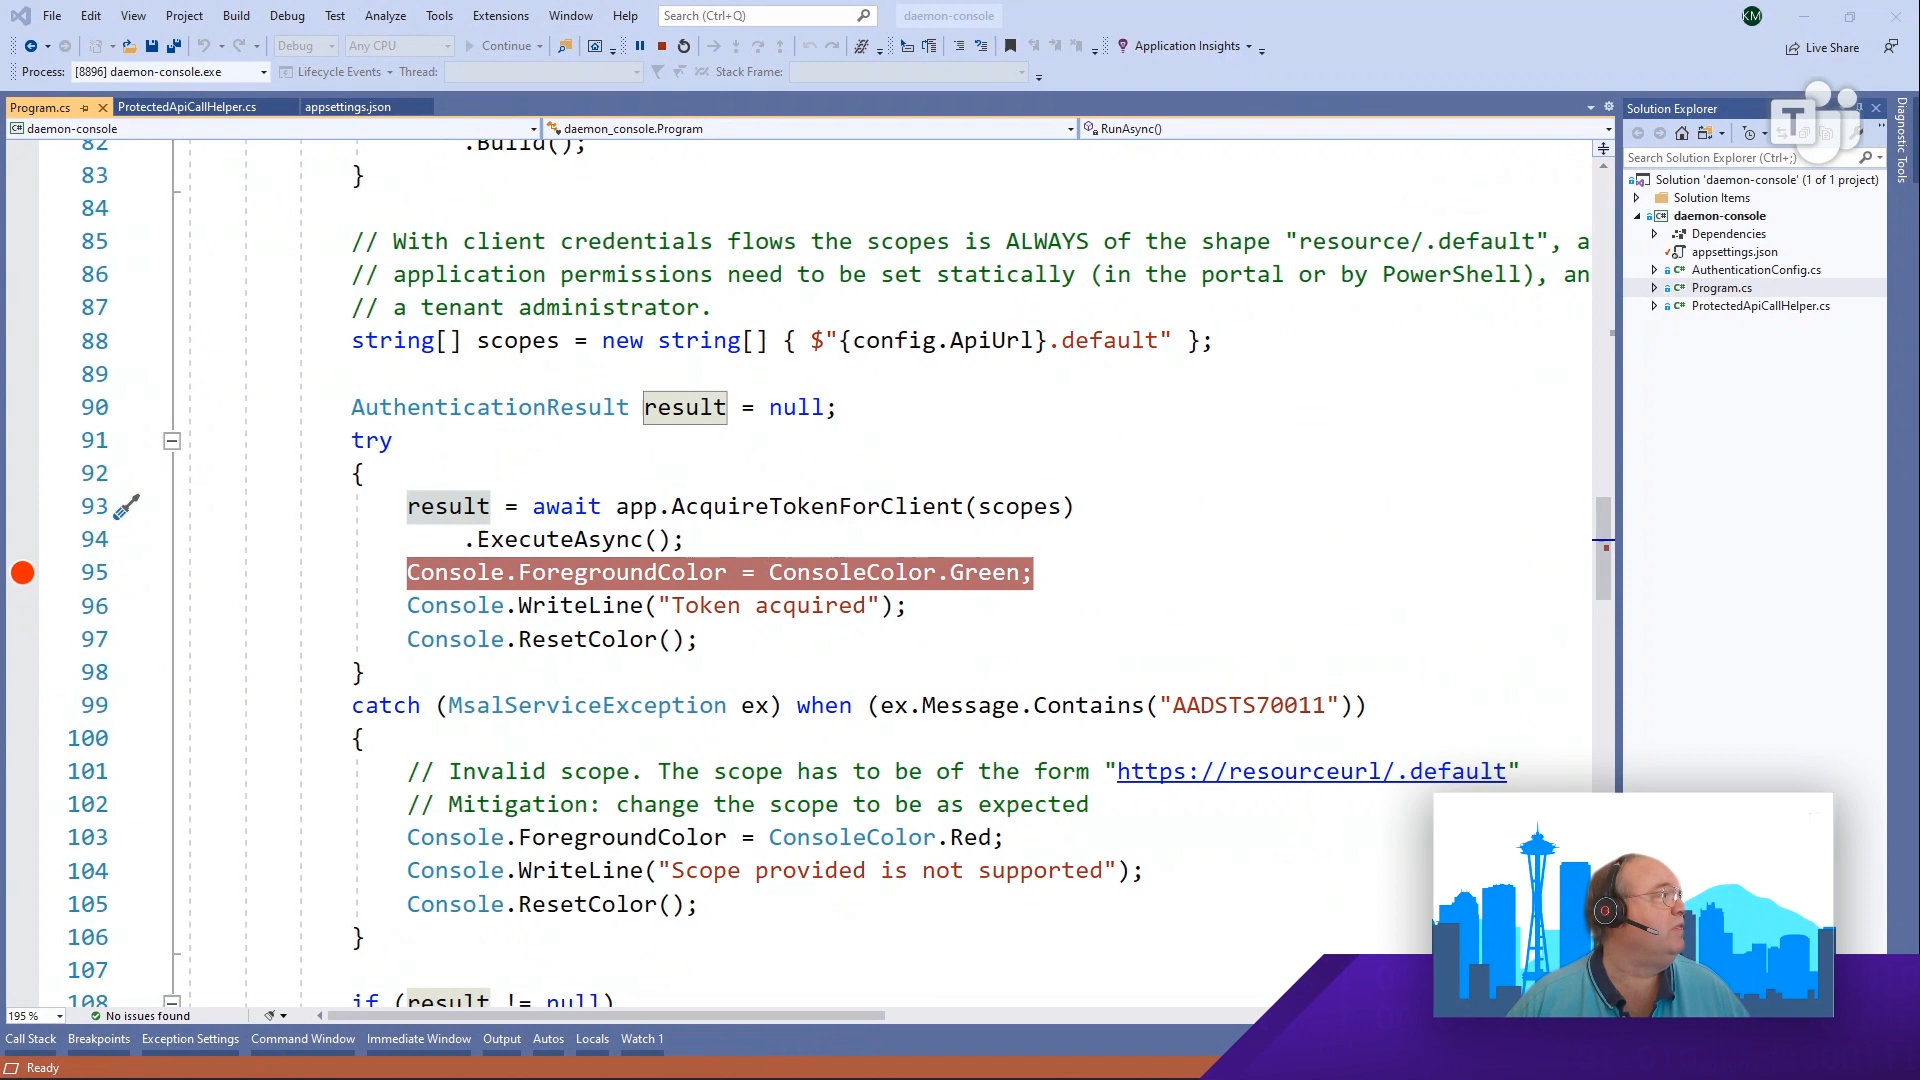 File Edit View Project Build Debug Test Analyze Tools Extensions Window Help Search (Ctrl+Q) daemon-console KM
Debug Any CPU Continue Application Insights Live Share
Process: [8896] daemon-console.exe Lifecycle Events Thread: Stack Frame:
Program.cs ProtectedApiCallHelper.cs appsettings.json
daemon-console daemon_console.Program RunAsync()
82 .Build();
83 }
84
85 // With client credentials flows the scopes is ALWAYS of the shape "resource/.default", a
86 // application permissions need to be set statically (in the portal or by PowerShell), an
87 // a tenant administrator.
88 string[] scopes = new string[] { $"{config.ApiUrl}.default" };
89
90 AuthenticationResult result = null;
91 try
92 {
93 result = await app.AcquireTokenForClient(scopes)
94 .ExecuteAsync();
95 Console.ForegroundColor = ConsoleColor.Green;
96 Console.WriteLine("Token acquired");
97 Console.ResetColor();
98 }
99 catch (MsalServiceException ex) when (ex.Message.Contains("AADSTS70011"))
100 {
101 // Invalid scope. The scope has to be of the form "https://resourceurl/.default"
102 // Mitigation: change the scope to be as expected
103 Console.ForegroundColor = ConsoleColor.Red;
104 Console.WriteLine("Scope provided is not supported");
105 Console.ResetColor();
106 }
107
108 if (result != null)
195 % No issues found
Call Stack Breakpoints Exception Settings Command Window Immediate Window Output Autos Locals Watch 1
Ready
Solution Explorer
T
Search Solution Explorer (Ctrl+;)
Solution 'daemon-console' (1 of 1 project)
Solution Items
daemon-console
Dependencies
appsettings.json
AuthenticationConfig.cs
Program.cs
ProtectedApiCallHelper.cs
Diagnostic Tools